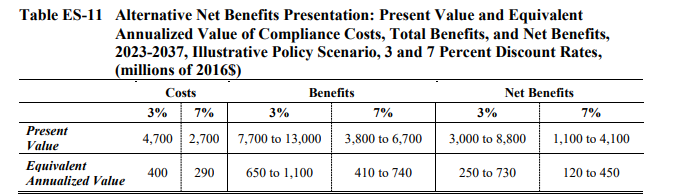 Table ES-11 Alternative Net Benefits Presentation: Present Value and Equivalent
Annualized Value of Compliance Costs, Total Benefits, and Net Benefits,
2023-2037, Illustrative Policy Scenario, 3 and 7 Percent Discount Rates,
(millions of 2016$)
Costs Benefits Net Benefits
3% 7% 3% 7% 3% 7%
Present
Value 4,700 2,700 7,700 to 13,000 3,800 to 6,700 3,000 to 8,800 1,100 to 4,100
Equivalent
Annualized Value 400 290 650 to 1,100 410 to 740 250 to 730 120 to 450